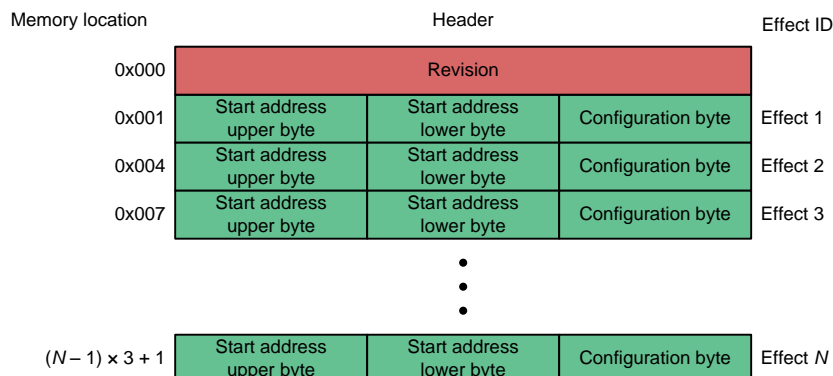 Memory location Header Effect ID
0x000 Revision
0x001 Start address upper byte Start address lower byte Configuration byte Effect 1
0x004 Start address upper byte Start address lower byte Configuration byte Effect 2
0x007 Start address upper byte Start address lower byte Configuration byte Effect 3
(N – 1) × 3 + 1 Start address upper byte Start address lower byte Configuration byte Effect N